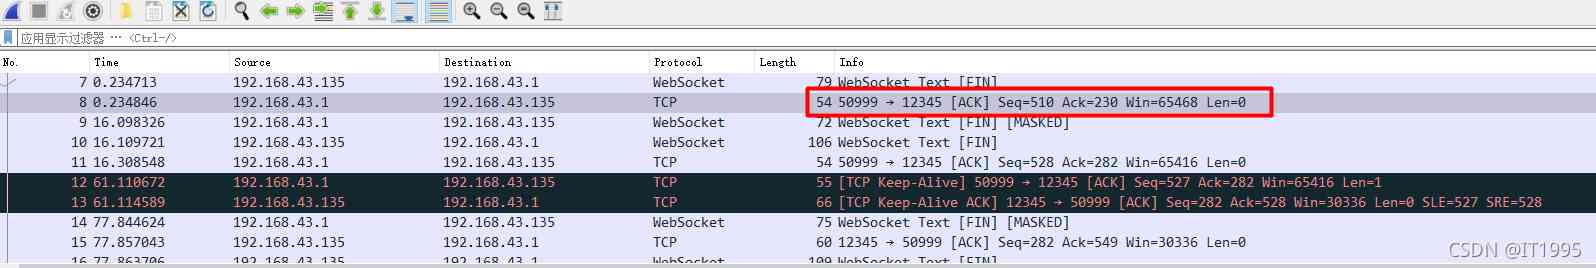 应用显示过滤器 … <Ctrl-/>
No. Time Source Destination Protocol Length Info
7 0.234713 192.168.43.135 192.168.43.1 WebSocket 79 WebSocket Text [FIN]
8 0.234846 192.168.43.1 192.168.43.135 TCP 54 50999 → 12345 [ACK] Seq=510 Ack=230 Win=65468 Len=0
9 16.098326 192.168.43.1 192.168.43.135 WebSocket 72 WebSocket Text [FIN] [MASKED]
10 16.109721 192.168.43.135 192.168.43.1 WebSocket 106 WebSocket Text [FIN]
11 16.308548 192.168.43.1 192.168.43.135 TCP 54 50999 → 12345 [ACK] Seq=528 Ack=282 Win=65416 Len=0
12 61.110672 192.168.43.1 192.168.43.135 TCP 55 [TCP Keep-Alive] 50999 → 12345 [ACK] Seq=527 Ack=282 Win=65416 Len=1
13 61.114589 192.168.43.135 192.168.43.1 TCP 66 [TCP Keep-Alive ACK] 12345 → 50999 [ACK] Seq=282 Ack=528 Win=30336 Len=0 SLE=527 SRE=528
14 77.844624 192.168.43.1 192.168.43.135 WebSocket 75 WebSocket Text [FIN] [MASKED]
15 77.857043 192.168.43.135 192.168.43.1 TCP 60 12345 → 50999 [ACK] Seq=282 Ack=549 Win=30336 Len=0
16 77.863706 192.168.43.135 192.168.43.1 WebSocket 109 WebSocket Text [FIN]
CSDN @IT1995